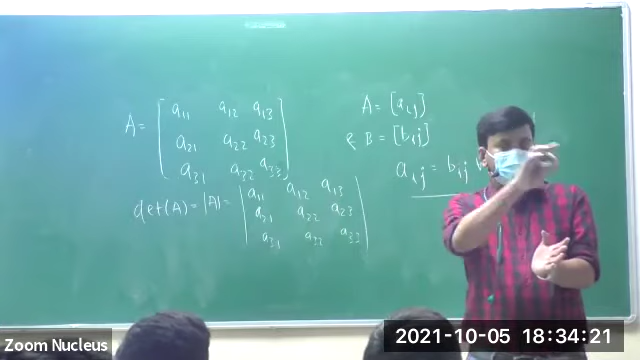 A = [ a11 a12 a13
a21 a22 a23
a31 a32 a33 ]
det(A) = |A| = | a11 a12 a13
a21 a22 a23
a31 a32 a33 |
A = [aij]
& B = [bij]
aij = bij
Zoom Nucleus
2021-10-05 18:34:21